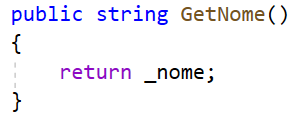 public string GetNome()
{
    return _nome;
}